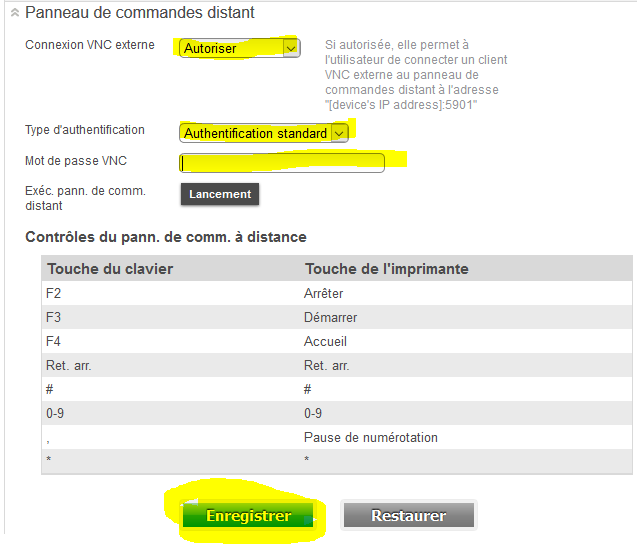 Panneau de commandes distant
Connexion VNC externe
Autoriser
Si autorisée, elle permet à
l'utilisateur de connecter un client
VNC externe au panneau de
commandes distant à l'adresse
"[device's IP address]:5901"
Type d'authentification
Authentification standard
Mot de passe VNC
Exéc. pann. de comm.
distant
Lancement
Contrôles du pann. de comm. à distance
Touche du clavier Touche de l'imprimante
F2 Arrêter
F3 Démarrer
F4 Accueil
Ret. arr. Ret. arr.
# #
0-9 0-9
, Pause de numérotation
* *
Enregistrer Restaurer